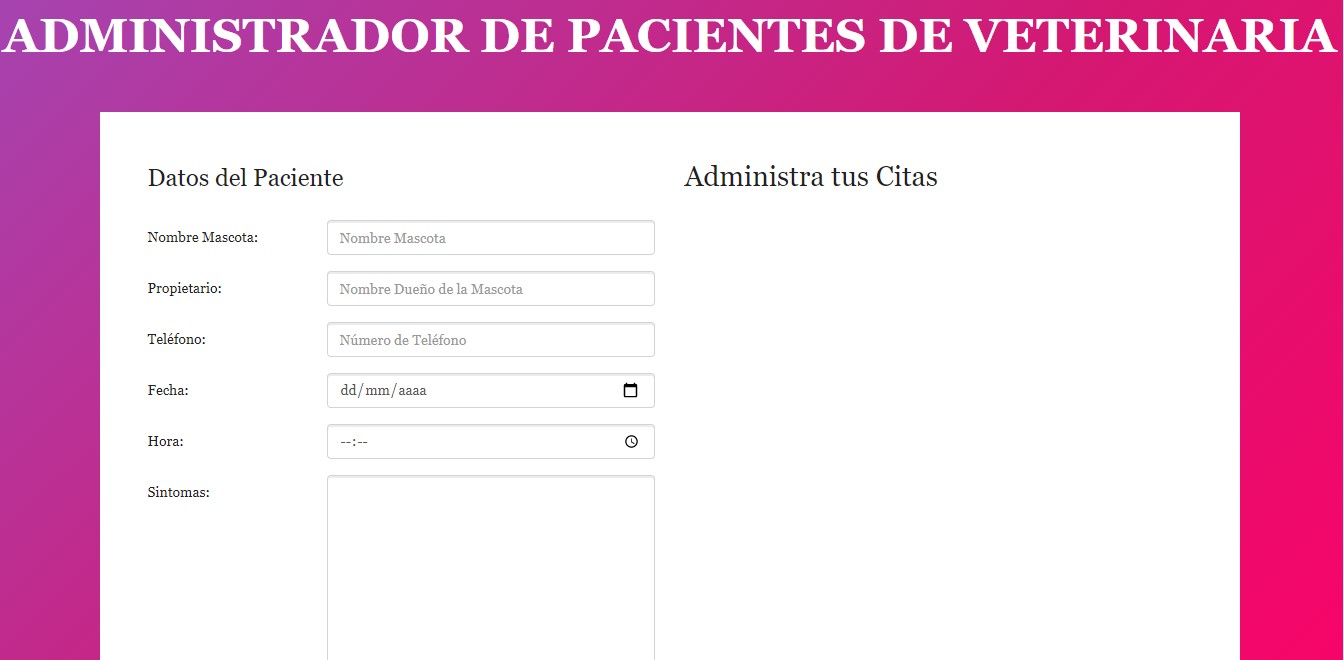 ADMINISTRADOR DE PACIENTES DE VETERINARIA
Datos del Paciente
Nombre Mascota:
Nombre Mascota
Propietario:
Nombre Dueño de la Mascota
Teléfono:
Número de Teléfono
Fecha:
dd/mm/aaaa
Hora:
--:--
Sintomas:
Administra tus Citas